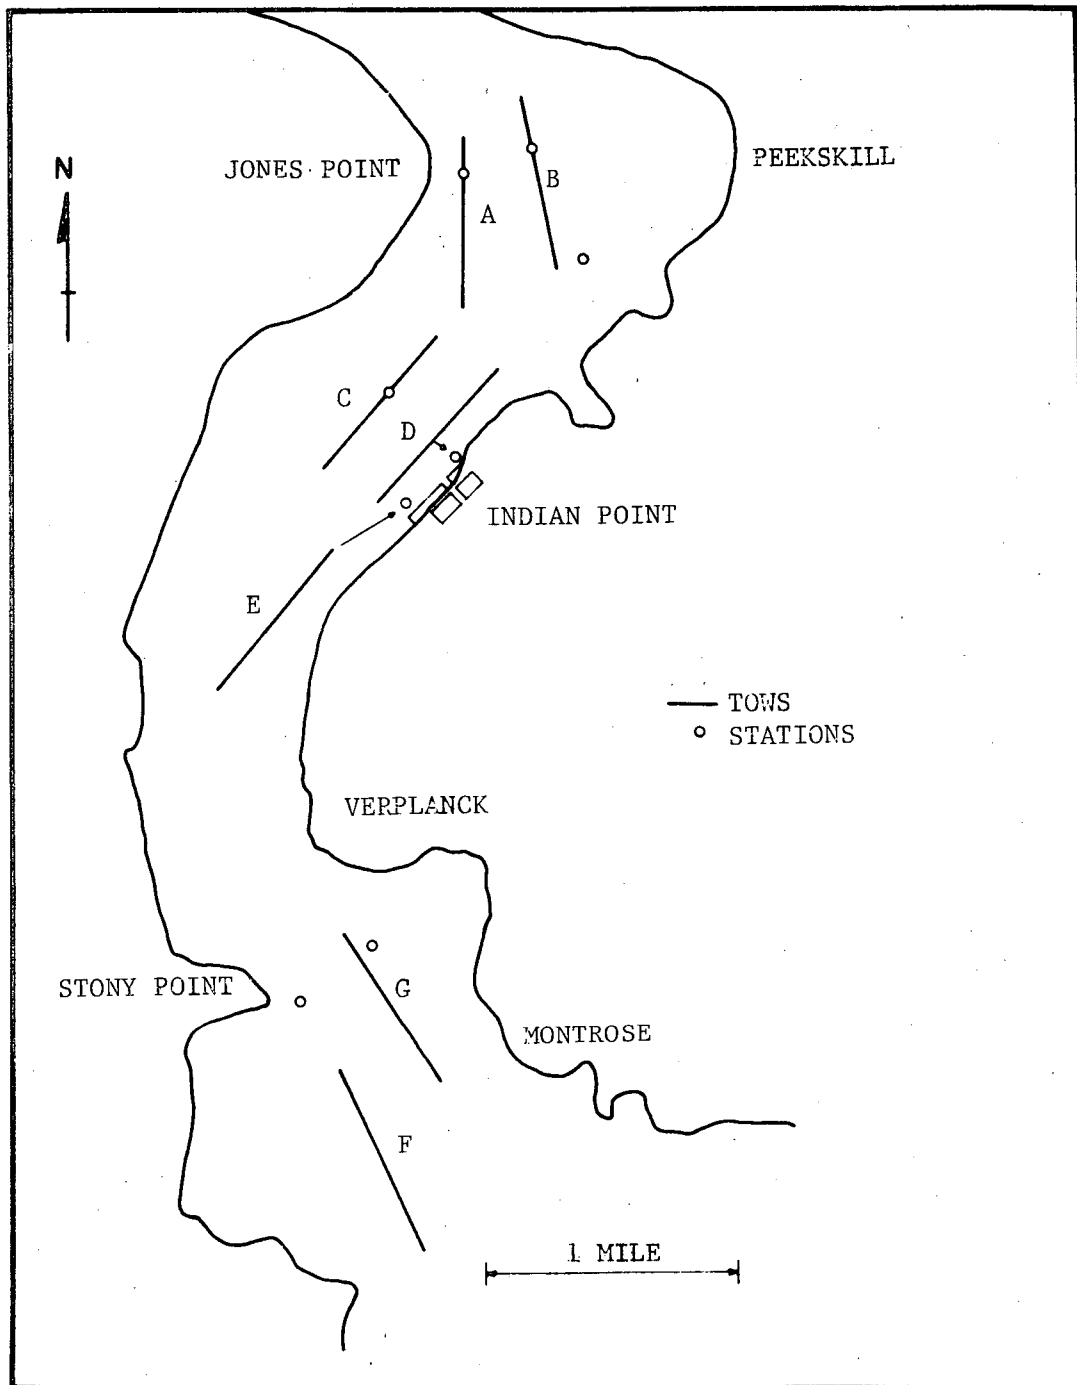 N
JONES POINT
PEEKSKILL
A
B
C
D
INDIAN POINT
E
TOWS
STATIONS
VERPLANCK
STONY POINT
G
MONTROSE
F
1 MILE